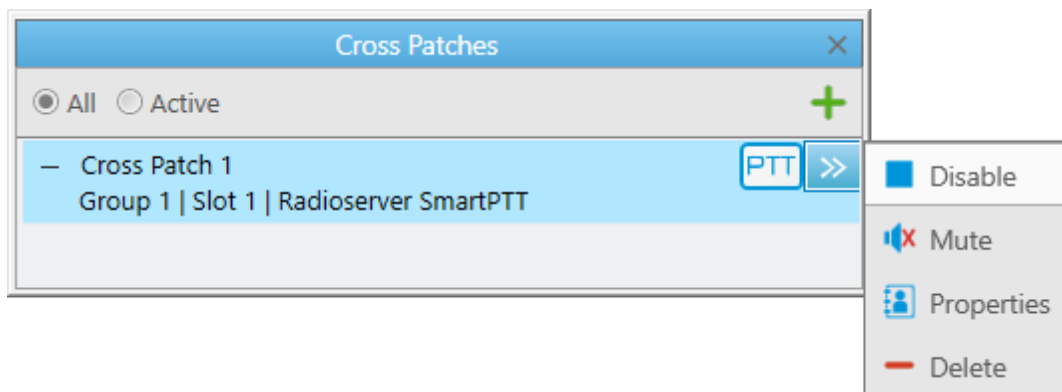 Cross Patches
All Active
Cross Patch 1
PTT
Group 1 | Slot 1 | Radioserver SmartPTT
Disable
Mute
Properties
Delete